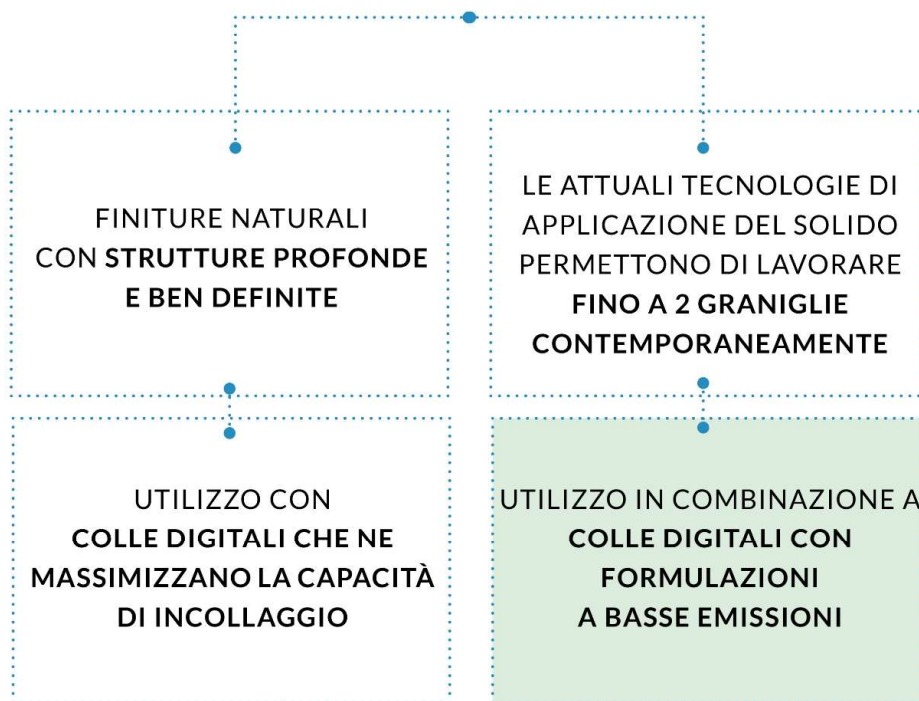 FINITURE NATURALI
CON STRUTTURE PROFONDE
E BEN DEFINITE
LE ATTUALI TECNOLOGIE DI
APPLICAZIONE DEL SOLIDO
PERMETTONO DI LAVORARE
FINO A 2 GRANIGLIE
CONTEMPORANEAMENTE
UTILIZZO CON
COLLE DIGITALI CHE NE
MASSIMIZZANO LA CAPACITÀ
DI INCOLLAGGIO
UTILIZZO IN COMBINAZIONE A
COLLE DIGITALI CON
FORMULAZIONI
A BASSE EMISSIONI